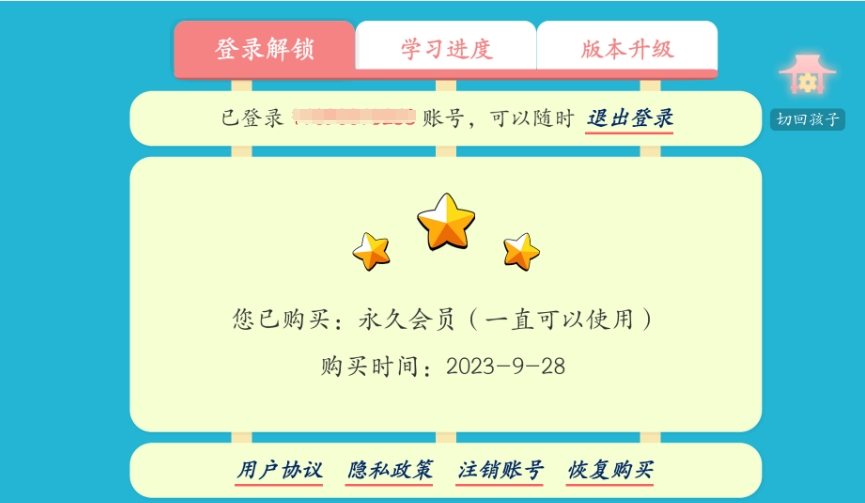 登录解锁 学习进度 版本升级
切回孩子
已登录 账号，可以随时 退出登录
您已购买：永久会员（一直可以使用）
购买时间：2023-9-28
用户协议 隐私政策 注销账号 恢复购买